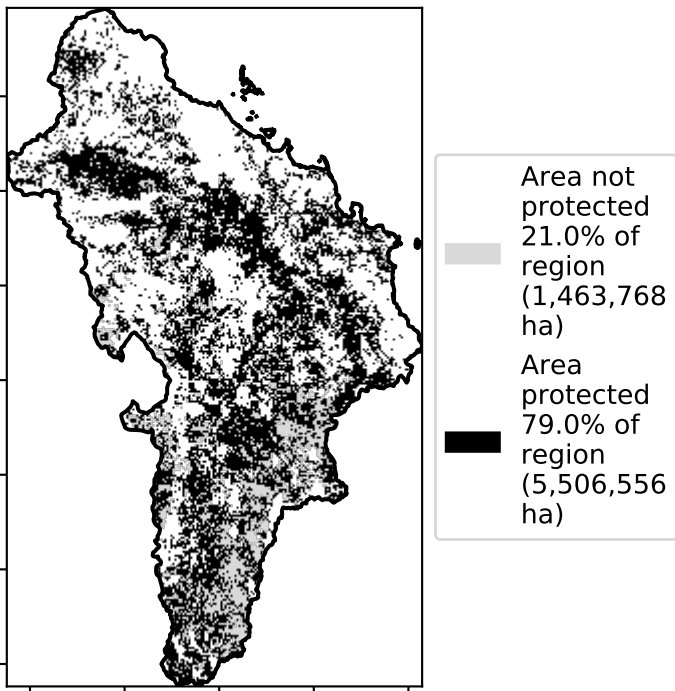 Area not
protected
21.0% of
region
(1,463,768
ha)
Area
protected
79.0% of
region
(5,506,556
ha)